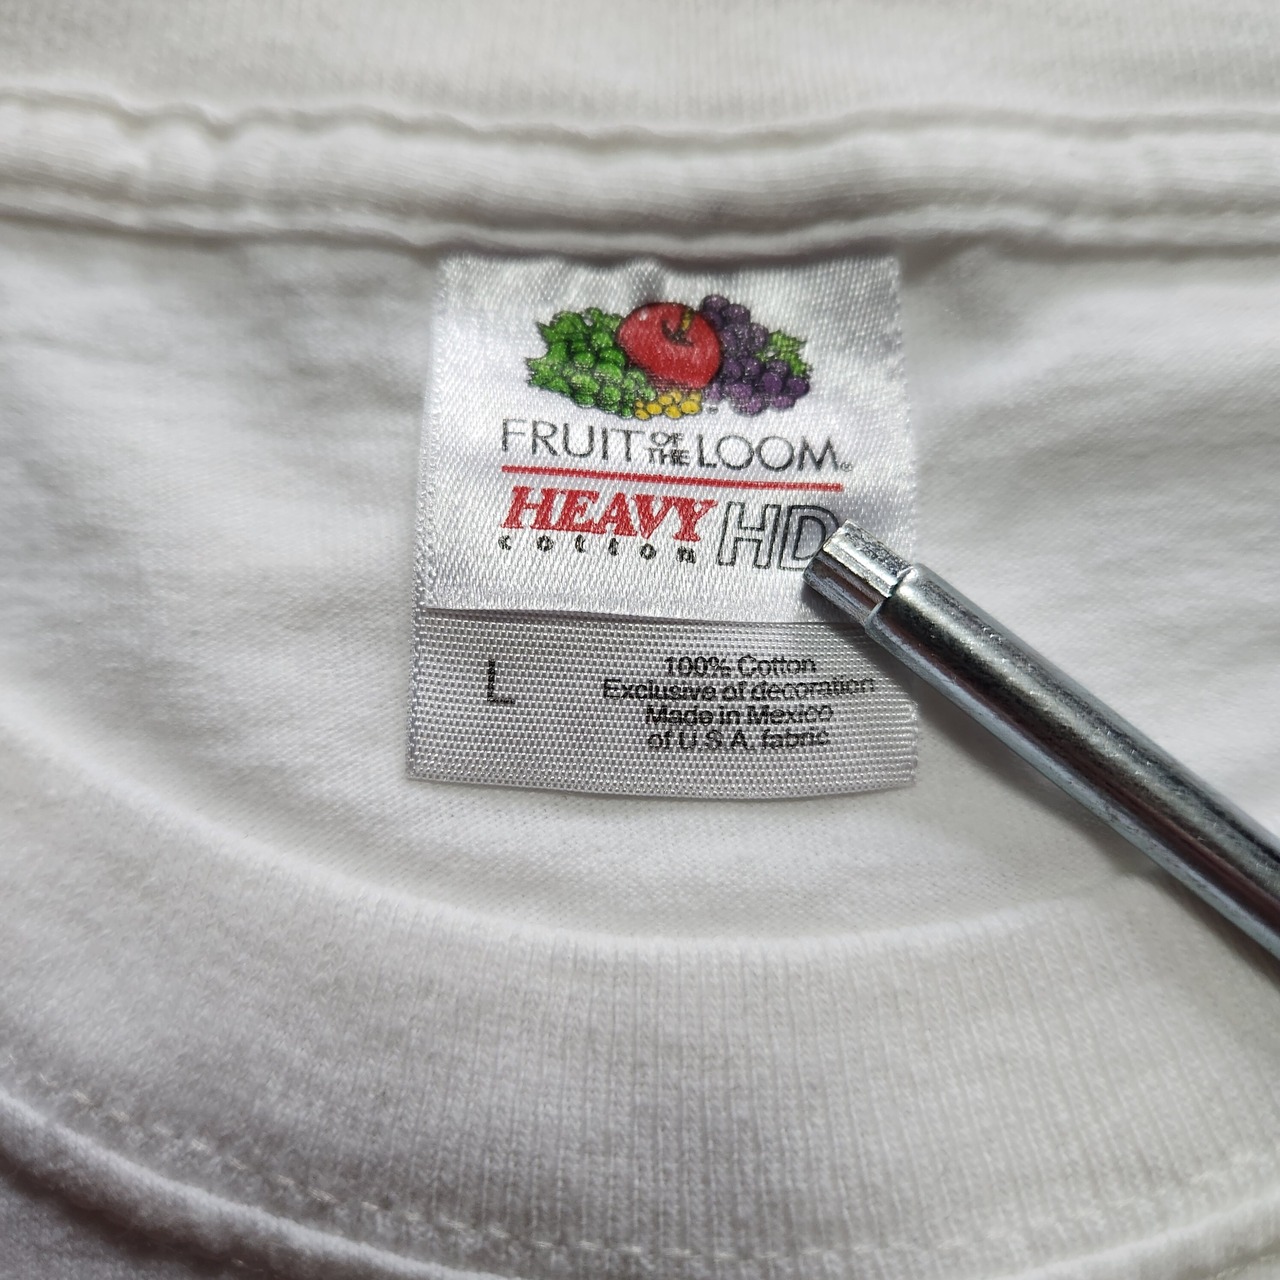 FRUIT OF THE LOOM®
HEAVY cotton HD
L
100% Cotton
Exclusive of decoration
Made in Mexico
of U.S.A. fabric